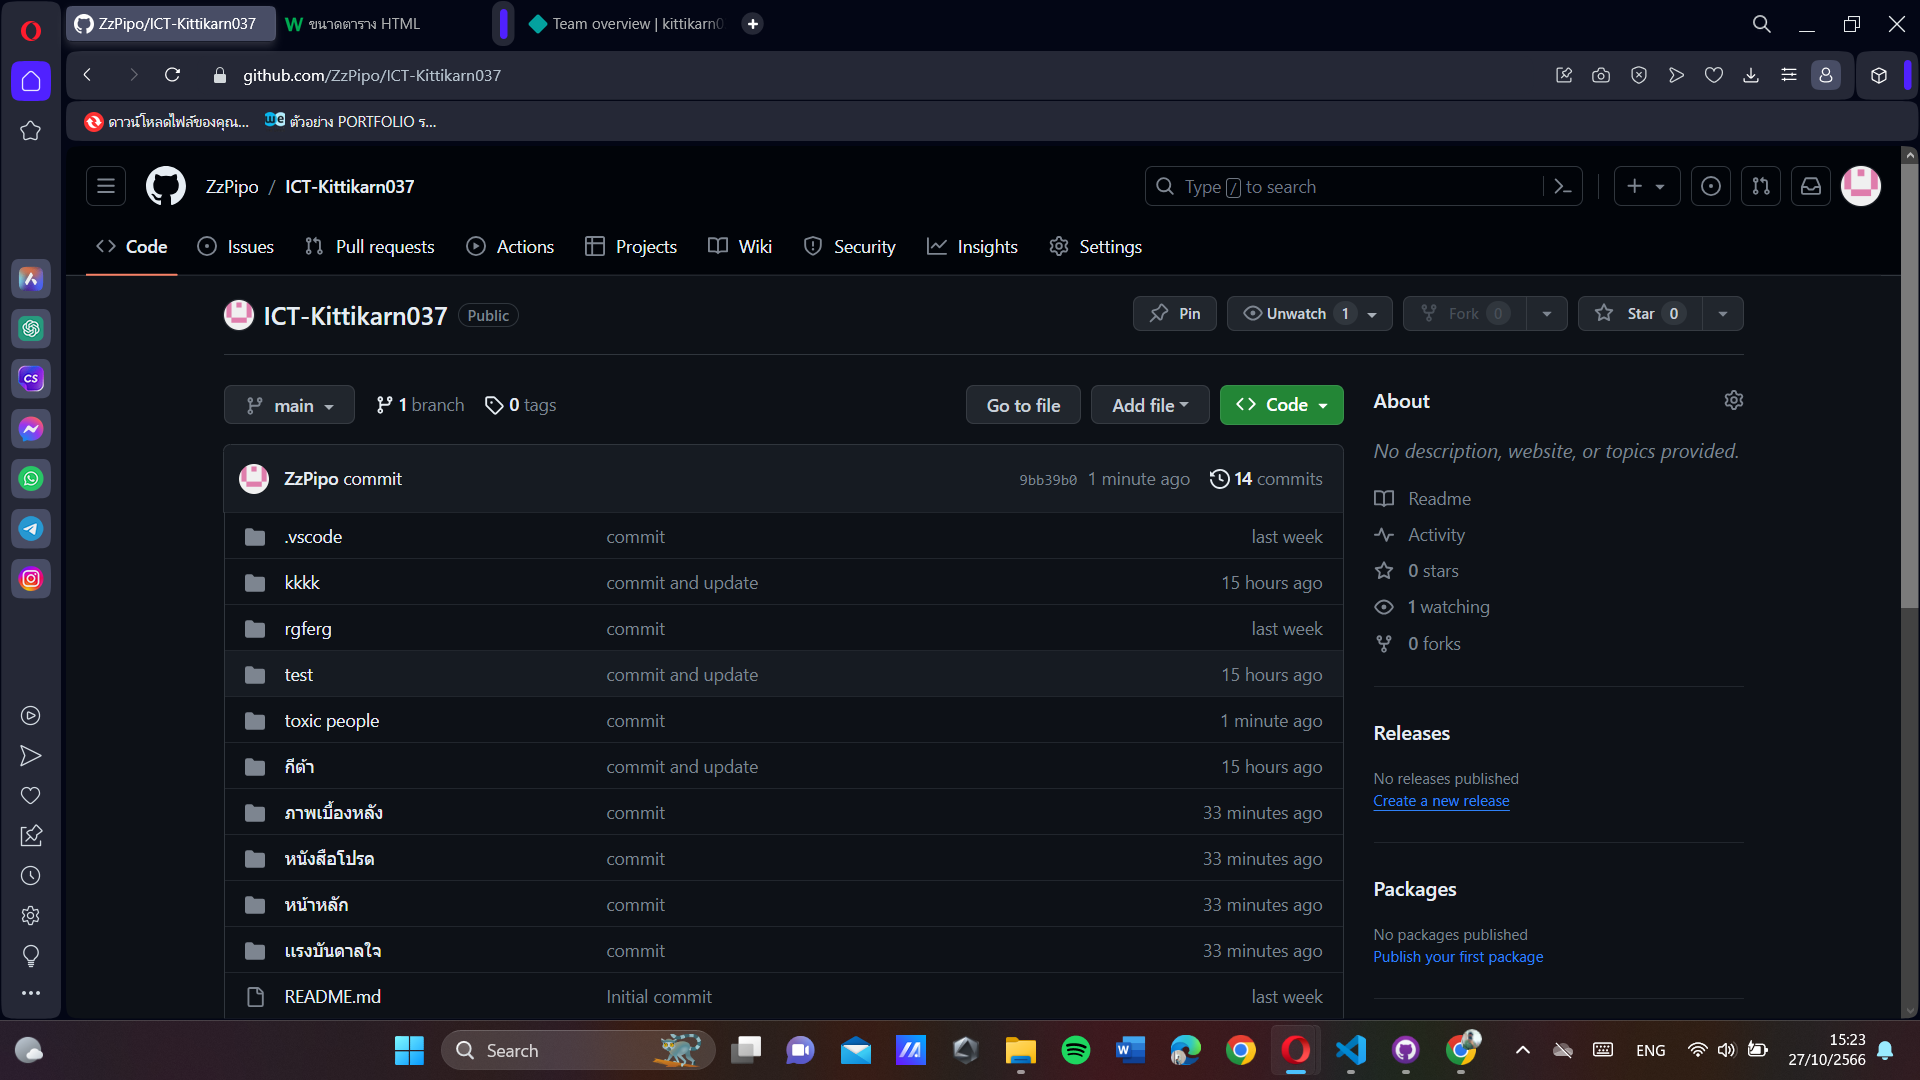 ZzPipo/ICT-Kittikarn037
ขนาดตาราง HTML
Team overview | kittikarn0
github.com/ZzPipo/ICT-Kittikarn037
ดาวน์โหลดไฟล์ของคุณ...
ตัวอย่าง PORTFOLIO ร...
ZzPipo / ICT-Kittikarn037
Type / to search
Code
Issues
Pull requests
Actions
Projects
Wiki
Security
Insights
Settings
ICT-Kittikarn037 Public
Pin
Unwatch 1
Fork 0
Star 0
main
1 branch
0 tags
Go to file
Add file
Code
ZzPipo commit 9bb39b0 1 minute ago 14 commits
.vscode commit last week
kkkk commit and update 15 hours ago
rgferg commit last week
test commit and update 15 hours ago
toxic people commit 1 minute ago
กีต้า commit and update 15 hours ago
ภาพเบื้องหลัง commit 33 minutes ago
หนังสือโปรด commit 33 minutes ago
หน้าหลัก commit 33 minutes ago
แรงบันดาลใจ commit 33 minutes ago
README.md Initial commit last week
About
No description, website, or topics provided.
Readme
Activity
0 stars
1 watching
0 forks
Releases
No releases published
Create a new release
Packages
No packages published
Publish your first package
Search
ENG
15:23
27/10/2566